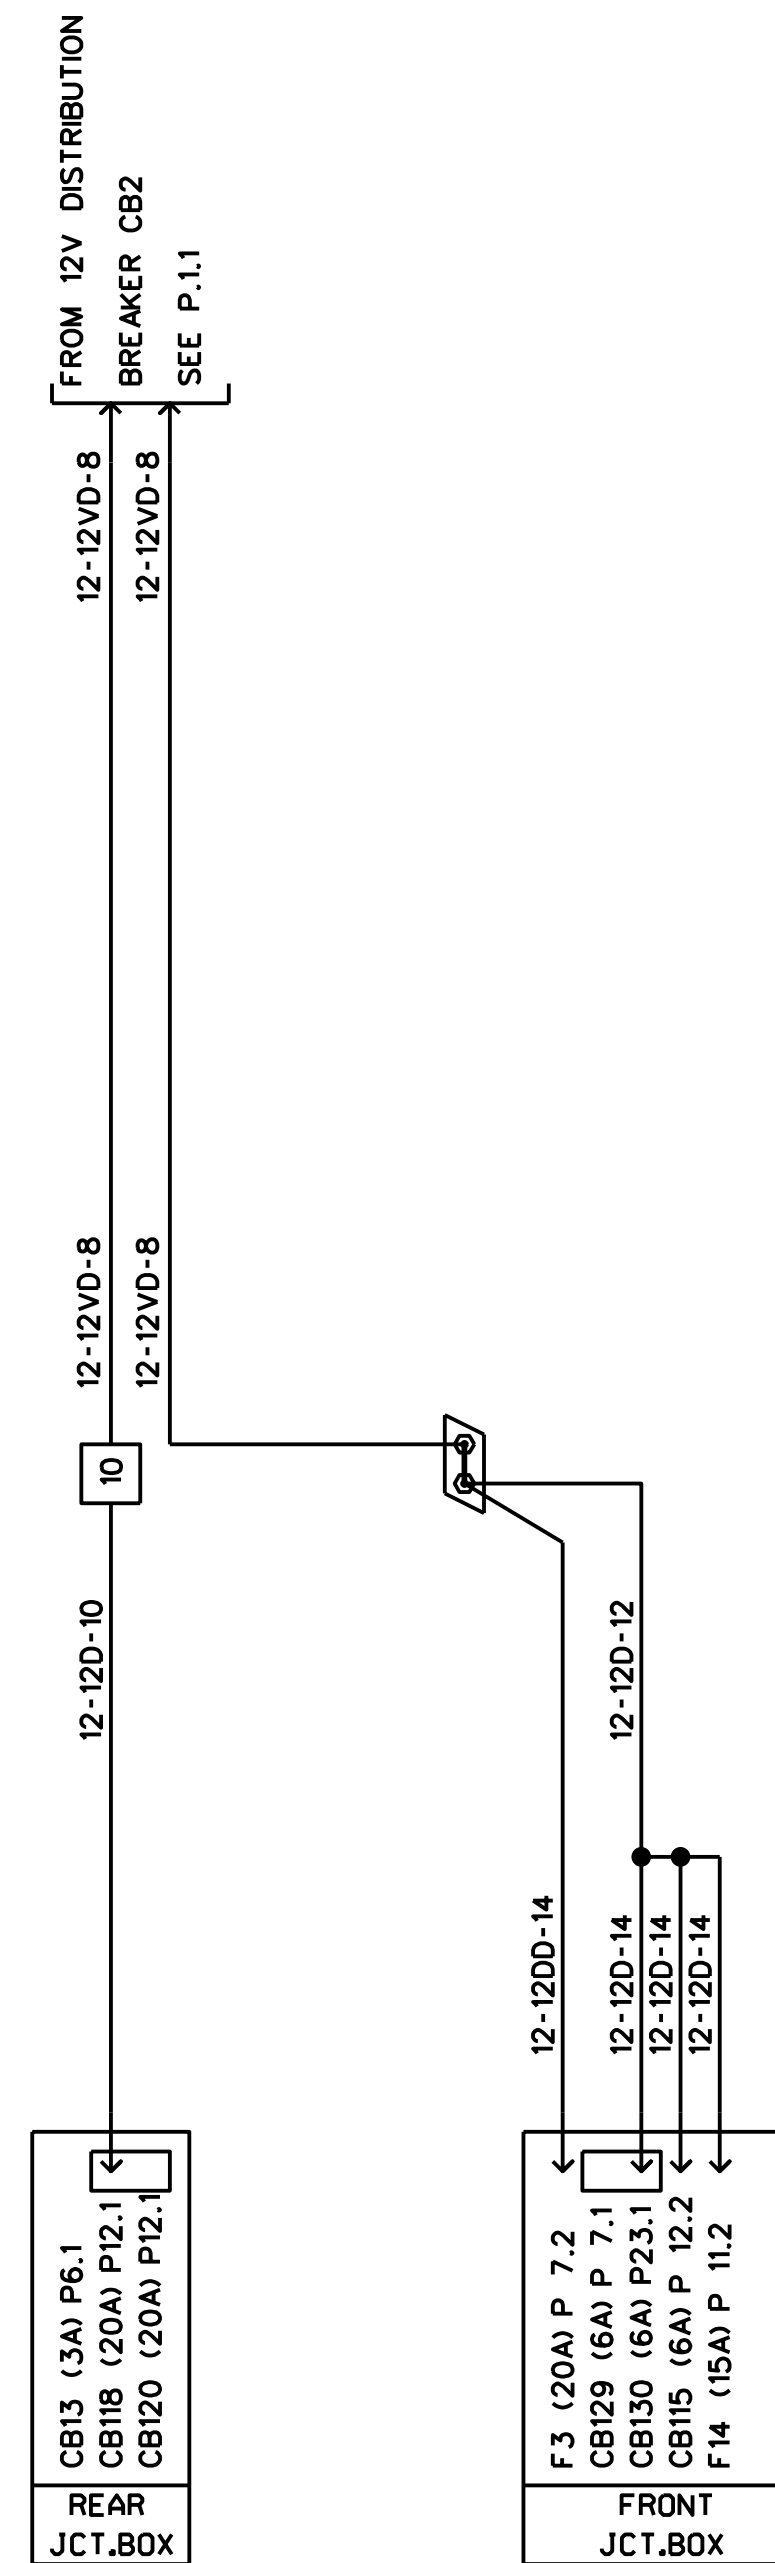 FROM 12V DISTRIBUTION
BREAKER CB2
SEE P.1.1
12-12VD-8
12-12VD-8
12-12VD-8
12-12VD-8
10
12-12D-10
12-12D-12
12-12DD-14
12-12D-14
12-12D-14
12-12D-14
CB13 (3A) P6.1
CB118 (20A) P12.1
CB120 (20A) P12.1
REAR
JCT.BOX
F3 (20A) P 7.2
CB129 (6A) P 7.1
CB130 (6A) P23.1
CB115 (6A) P 12.2
F14 (15A) P 11.2
FRONT
JCT.BOX